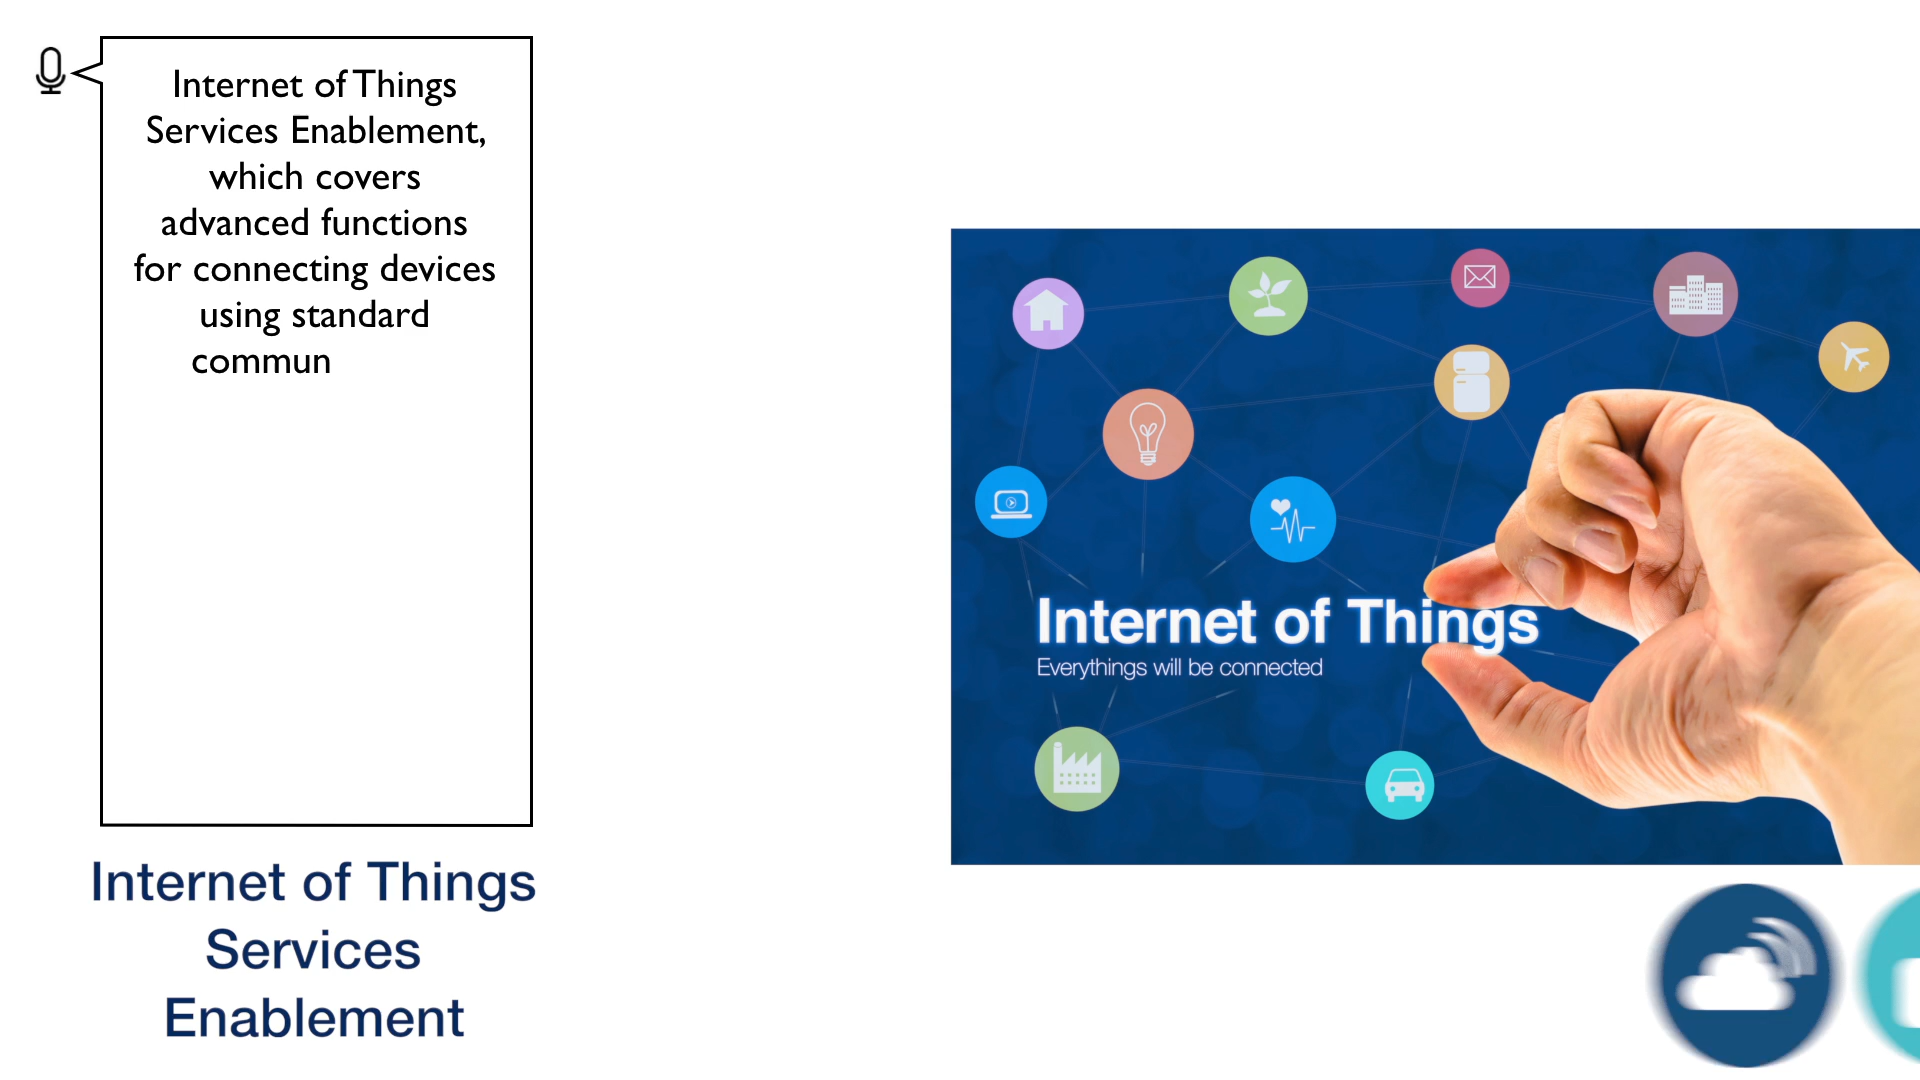 Internet of Things
Services Enablement,
which covers
advanced functions
for connecting devices
using standard
commun
Internet of Things
Everythings will be connected
Internet of Things
Services
Enablement